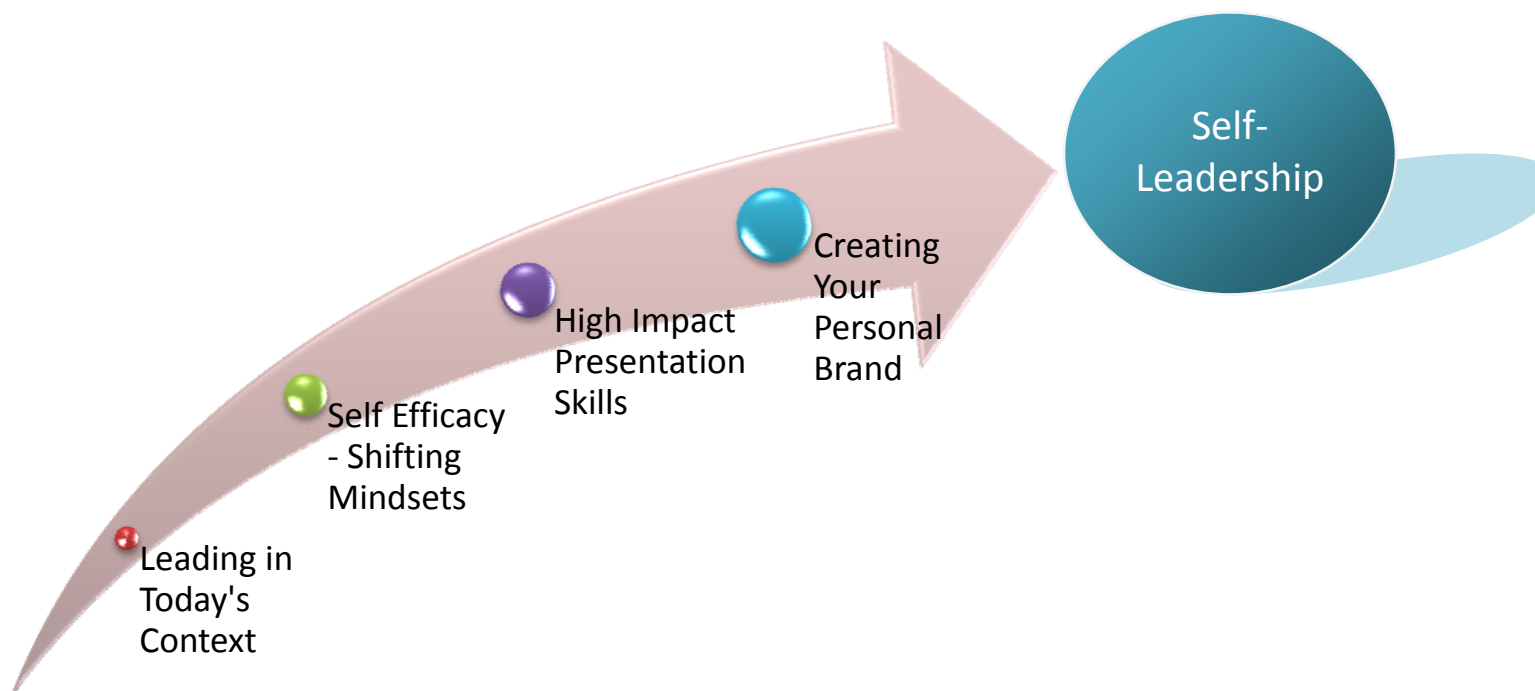 Self-
Leadership
Creating
Your
Personal
Brand
High Impact
Presentation
Skills
Self Efficacy
- Shifting
Mindsets
Leading in
Today's
Context